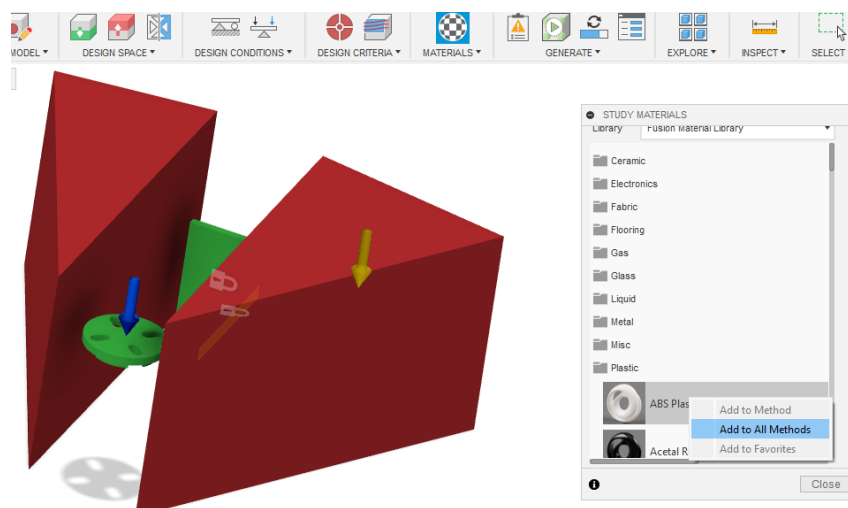 MODEL ▾
DESIGN SPACE ▾
DESIGN CONDITIONS ▾
DESIGN CRITERIA ▾
MATERIALS ▾
GENERATE ▾
EXPLORE ▾
INSPECT ▾
SELECT
STUDY MATERIALS
Library Fusion Material Library
Ceramic
Electronics
Fabric
Flooring
Gas
Glass
Liquid
Metal
Misc
Plastic
ABS Plas
Add to Method
Add to All Methods
Acetal R
Add to Favorites
Close